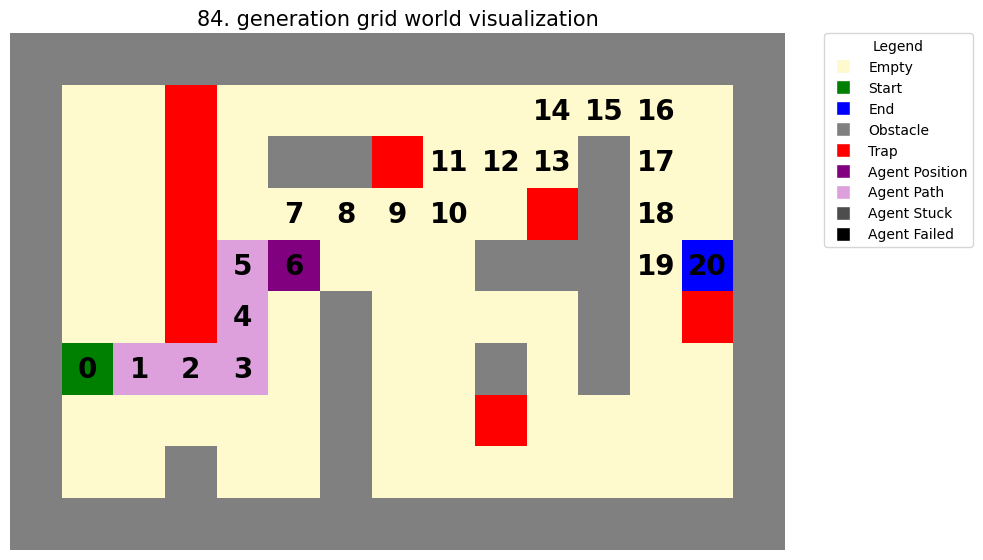 84. generation grid world visualization
Legend
Empty
Start
End
Obstacle
Trap
Agent Position
Agent Path
Agent Stuck
Agent Failed
14 15 16
11 12 13 17
7 8 9 10 18
5 6 19 20
4
0 1 2 3